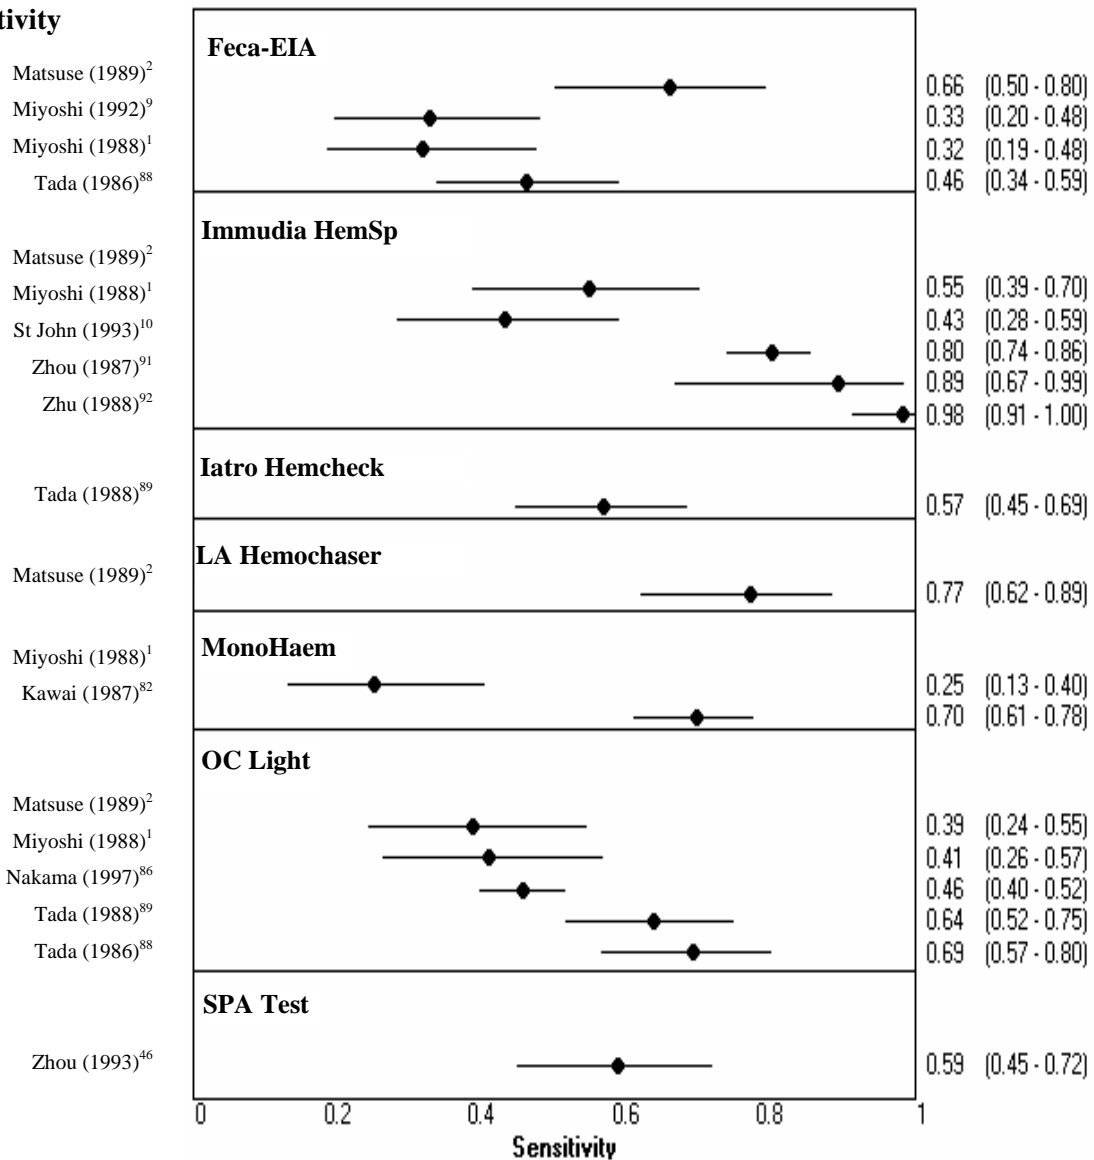 tivity
Feca-EIA
Matsuse (1989)2 0.66 (0.50 - 0.80)
Miyoshi (1992)9 0.33 (0.20 - 0.48)
Miyoshi (1988)1 0.32 (0.19 - 0.48)
Tada (1986)88 0.46 (0.34 - 0.59)
Immudia HemSp
Matsuse (1989)2 0.55 (0.39 - 0.70)
Miyoshi (1988)1 0.43 (0.28 - 0.59)
St John (1993)10 0.80 (0.74 - 0.86)
Zhou (1987)91 0.89 (0.67 - 0.99)
Zhu (1988)92 0.98 (0.91 - 1.00)
Iatro Hemcheck
Tada (1988)89 0.57 (0.45 - 0.69)
LA Hemochaser
Matsuse (1989)2 0.77 (0.62 - 0.89)
MonoHaem
Miyoshi (1988)1 0.25 (0.13 - 0.40)
Kawai (1987)82 0.70 (0.61 - 0.78)
OC Light
Matsuse (1989)2 0.39 (0.24 - 0.55)
Miyoshi (1988)1 0.41 (0.26 - 0.57)
Nakama (1997)86 0.46 (0.40 - 0.52)
Tada (1988)89 0.64 (0.52 - 0.75)
Tada (1986)88 0.69 (0.57 - 0.80)
SPA Test
Zhou (1993)46 0.59 (0.45 - 0.72)
0 0.2 0.4 0.6 0.8 1
Sensitivity